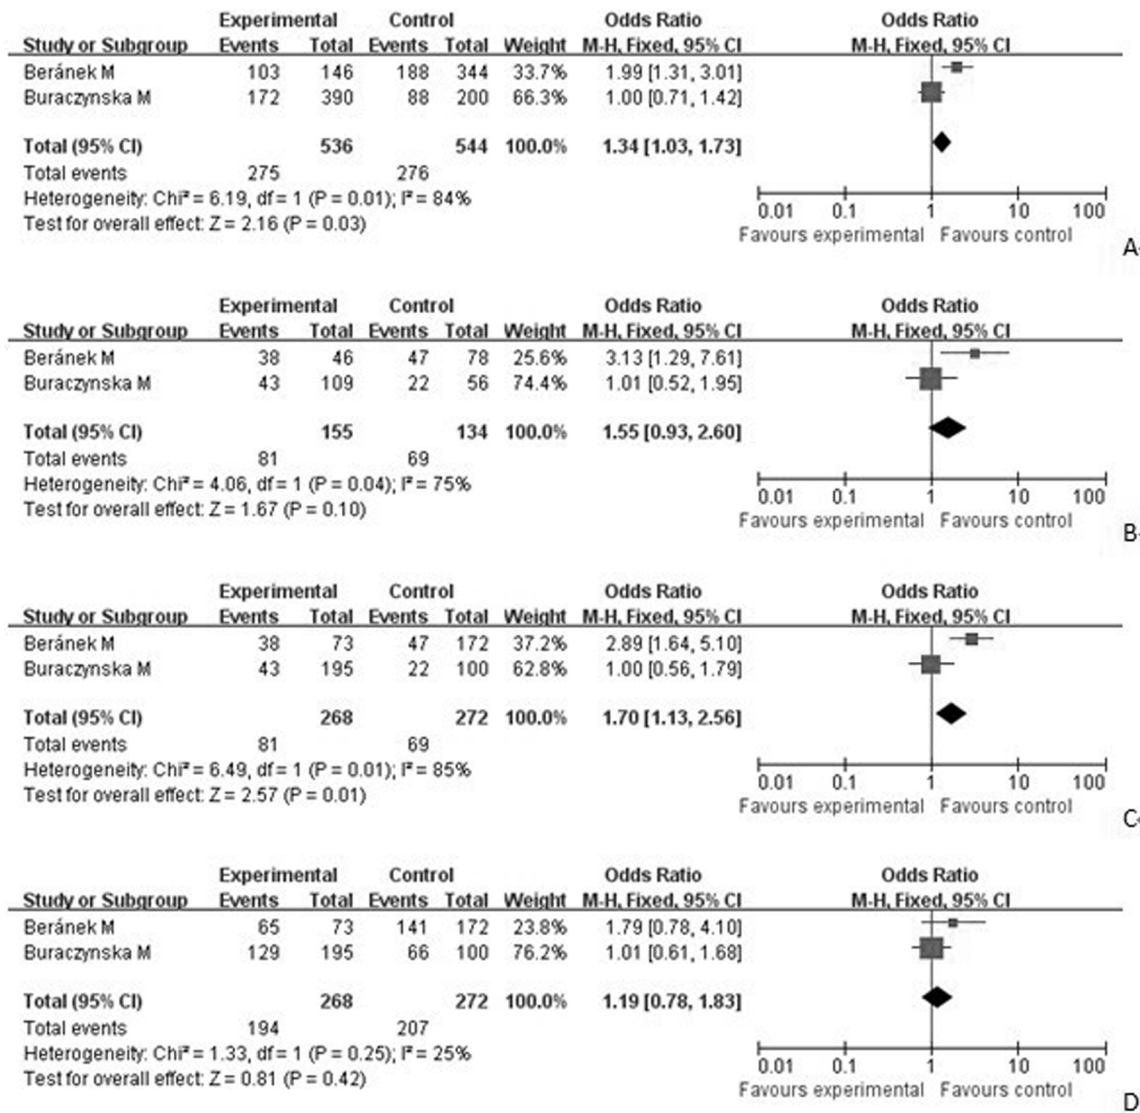 Experimental Control Odds Ratio Odds Ratio
Study or Subgroup Events Total Events Total Weight M-H, Fixed, 95% CI M-H, Fixed, 95% CI
Beránek M 103 146 188 344 33.7% 1.99 [1.31, 3.01]
Buraczynska M 172 390 88 200 66.3% 1.00 [0.71, 1.42]
Total (95% CI) 536 544 100.0% 1.34 [1.03, 1.73]
Total events 275 276
Heterogeneity: Chi² = 6.19, df = 1 (P = 0.01); I² = 84%
Test for overall effect: Z = 2.16 (P = 0.03)
0.01 0.1 1 10 100
Favours experimental Favours control
A
Experimental Control Odds Ratio Odds Ratio
Study or Subgroup Events Total Events Total Weight M-H, Fixed, 95% CI M-H, Fixed, 95% CI
Beránek M 38 46 47 78 25.6% 3.13 [1.29, 7.61]
Buraczynska M 43 109 22 56 74.4% 1.01 [0.52, 1.95]
Total (95% CI) 155 134 100.0% 1.55 [0.93, 2.60]
Total events 81 69
Heterogeneity: Chi² = 4.06, df = 1 (P = 0.04); I² = 75%
Test for overall effect: Z = 1.67 (P = 0.10)
0.01 0.1 1 10 100
Favours experimental Favours control
B
Experimental Control Odds Ratio Odds Ratio
Study or Subgroup Events Total Events Total Weight M-H, Fixed, 95% CI M-H, Fixed, 95% CI
Beránek M 38 73 47 172 37.2% 2.89 [1.64, 5.10]
Buraczynska M 43 195 22 100 62.8% 1.00 [0.56, 1.79]
Total (95% CI) 268 272 100.0% 1.70 [1.13, 2.56]
Total events 81 69
Heterogeneity: Chi² = 6.49, df = 1 (P = 0.01); I² = 85%
Test for overall effect: Z = 2.57 (P = 0.01)
0.01 0.1 1 10 100
Favours experimental Favours control
C
Experimental Control Odds Ratio Odds Ratio
Study or Subgroup Events Total Events Total Weight M-H, Fixed, 95% CI M-H, Fixed, 95% CI
Beránek M 65 73 141 172 23.8% 1.79 [0.78, 4.10]
Buraczynska M 129 195 66 100 76.2% 1.01 [0.61, 1.68]
Total (95% CI) 268 272 100.0% 1.19 [0.78, 1.83]
Total events 194 207
Heterogeneity: Chi² = 1.33, df = 1 (P = 0.25); I² = 25%
Test for overall effect: Z = 0.81 (P = 0.42)
0.01 0.1 1 10 100
Favours experimental Favours control
D